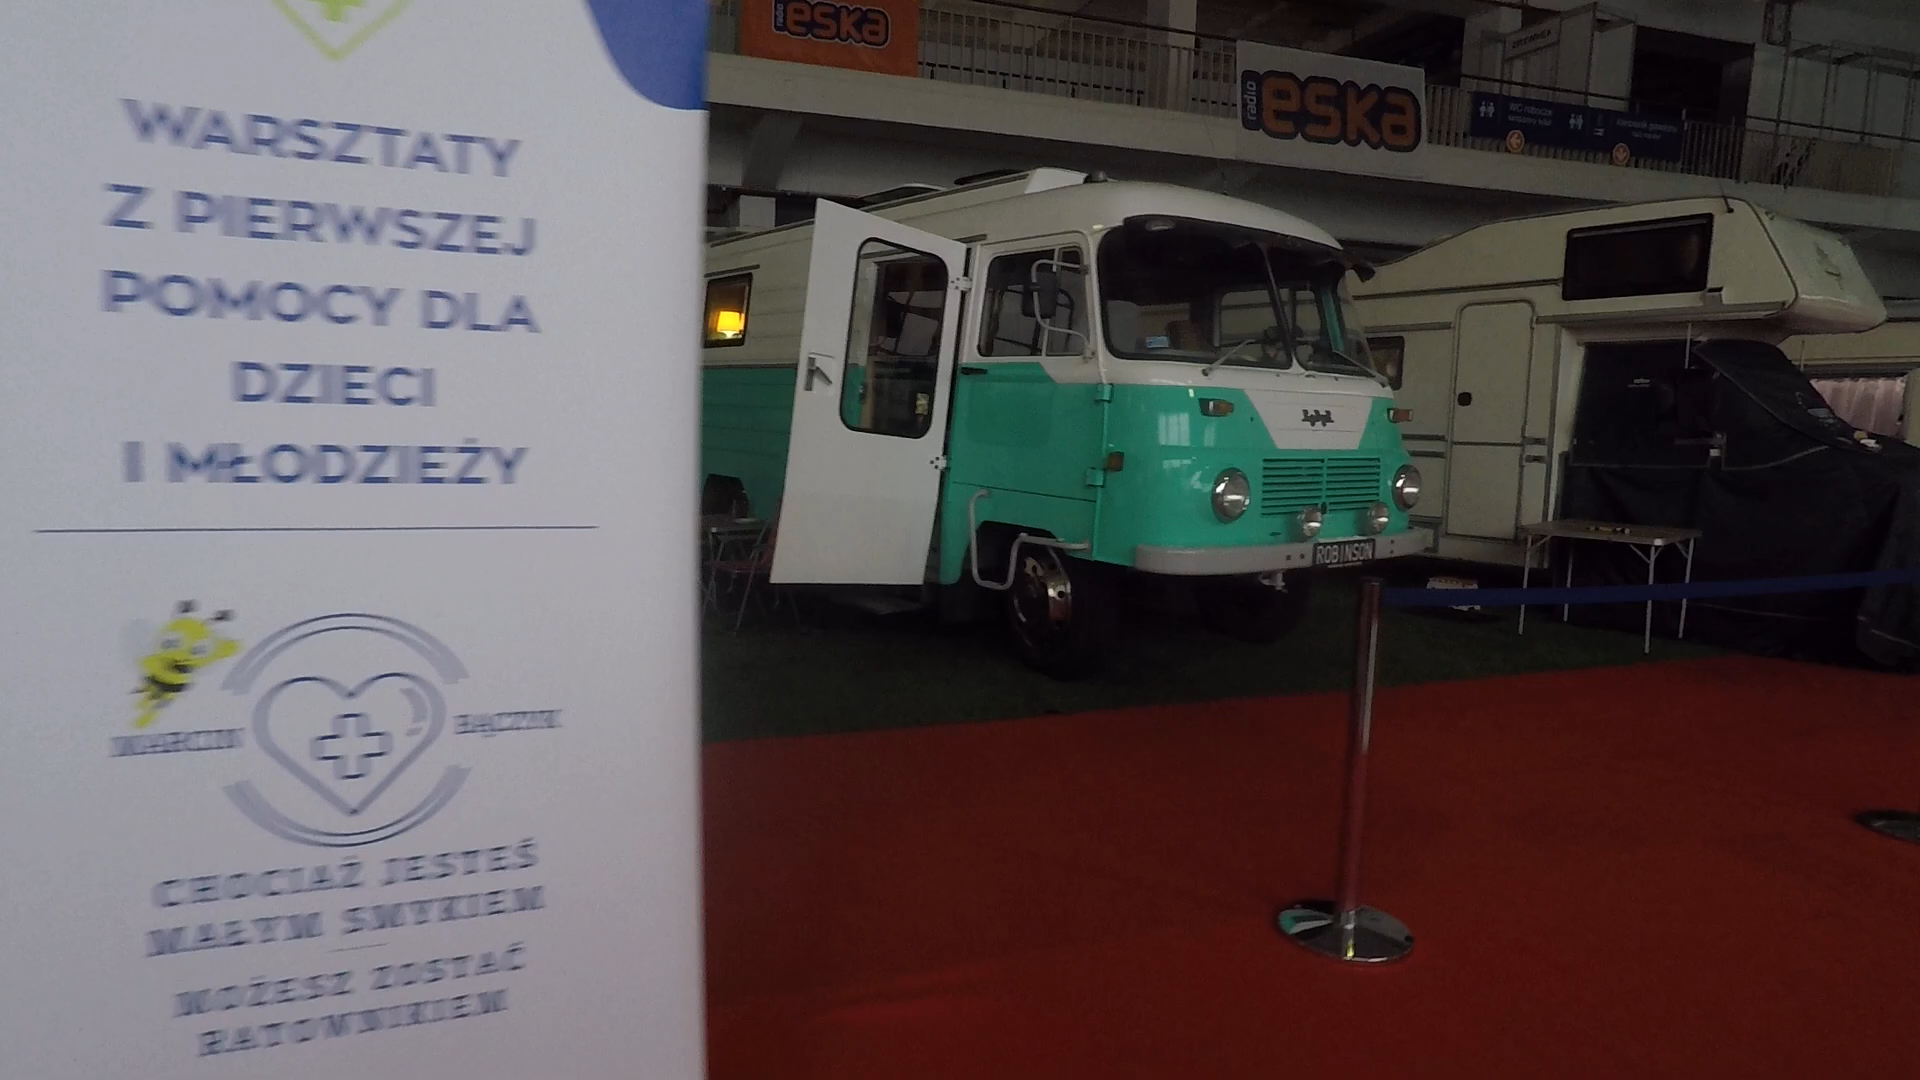 WARSZTATY
Z PIERWSZEJ
POMOCY DLA
DZIECI
I MŁODZIEŻY
MARCIN BĄCZYK
CHOCIAŻ JESTEŚ
MAŁYM SMYKIEM
MOŻESZ ZOSTAĆ
RATOWNIKIEM
radio eska
radio eska
ROBINSON